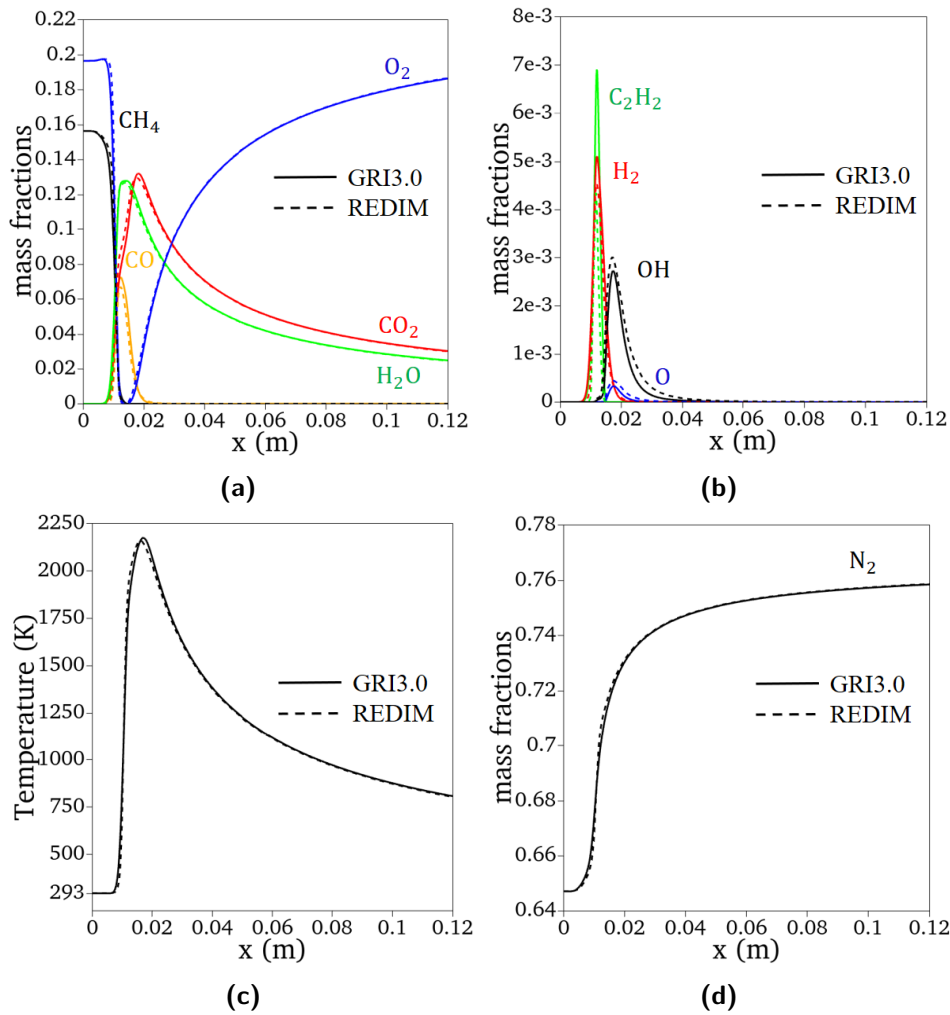 0.22
0.2
0.18
0.16
0.14
0.12
0.1
0.08
0.06
0.04
0.02
0
mass fractions
O₂
CH₄
GRI3.0
REDIM
CO
CO₂
H₂O
0 0.02 0.04 0.06 0.08 0.1 0.12
x (m)
(a)
8e-3
7e-3
6e-3
5e-3
4e-3
3e-3
2e-3
1e-3
0
mass fractions
C₂H₂
H₂
GRI3.0
REDIM
OH
O
0 0.02 0.04 0.06 0.08 0.1 0.12
x (m)
(b)
2250
2000
1750
1500
1250
1000
750
500
293
Temperature (K)
GRI3.0
REDIM
0 0.02 0.04 0.06 0.08 0.1 0.12
x (m)
(c)
0.78
0.76
0.74
0.72
0.7
0.68
0.66
0.64
mass fractions
N₂
GRI3.0
REDIM
0 0.02 0.04 0.06 0.08 0.1 0.12
x (m)
(d)